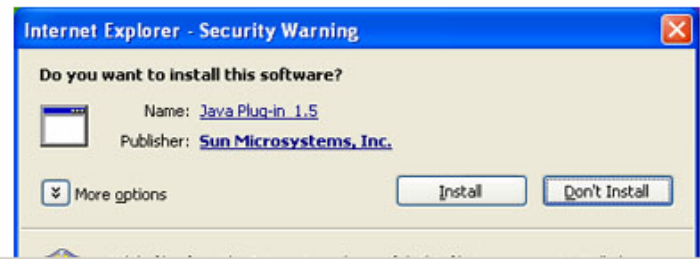 Internet Explorer - Security Warning
Do you want to install this software?
Name: Java Plug-in 1.5
Publisher: Sun Microsystems, Inc.
More options
Install
Don't Install